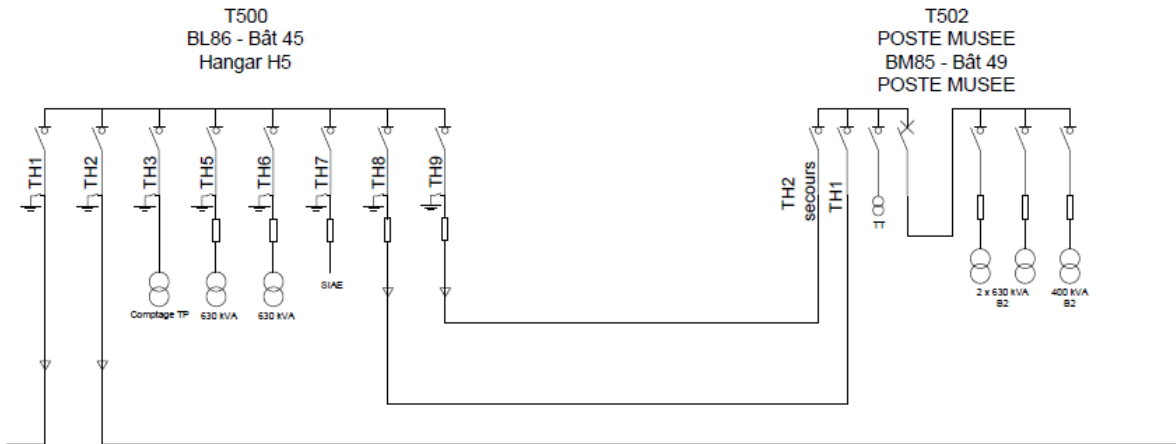 T500
BL86 - Bât 45
Hangar H5
T502
POSTE MUSEE
BM85 - Bât 49
POSTE MUSEE
TH1
TH2
TH3
TH5
TH6
TH7
TH8
TH9
TH2
secours
TH1
TT
SIAE
Comptage TP
630 kVA
630 kVA
2 x 630 kVA
B2
400 kVA
B2